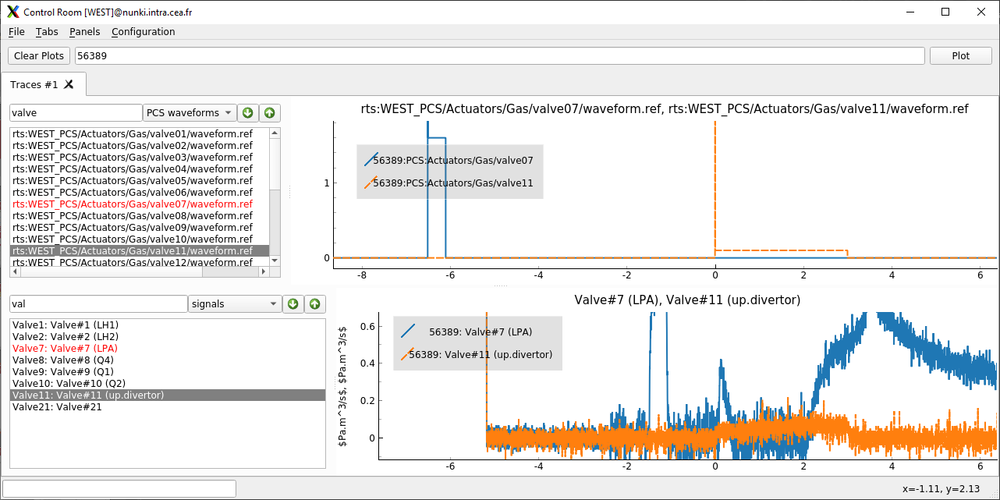 Control Room [WEST]@nunki.intra.cea.fr
File Tabs Panels Configuration
Clear Plots 56389 Plot
Traces #1
valve PCS waveforms
rts:WEST_PCS/Actuators/Gas/valve01/waveform.ref
rts:WEST_PCS/Actuators/Gas/valve02/waveform.ref
rts:WEST_PCS/Actuators/Gas/valve03/waveform.ref
rts:WEST_PCS/Actuators/Gas/valve04/waveform.ref
rts:WEST_PCS/Actuators/Gas/valve05/waveform.ref
rts:WEST_PCS/Actuators/Gas/valve06/waveform.ref
rts:WEST_PCS/Actuators/Gas/valve07/waveform.ref
rts:WEST_PCS/Actuators/Gas/valve08/waveform.ref
rts:WEST_PCS/Actuators/Gas/valve09/waveform.ref
rts:WEST_PCS/Actuators/Gas/valve10/waveform.ref
rts:WEST_PCS/Actuators/Gas/valve11/waveform.ref
rts:WEST_PCS/Actuators/Gas/valve12/waveform.ref
rts:WEST_PCS/Actuators/Gas/valve07/waveform.ref, rts:WEST_PCS/Actuators/Gas/valve11/waveform.ref
56389:PCS:Actuators/Gas/valve07
56389:PCS:Actuators/Gas/valve11
1
0
-8 -6 -4 -2 0 2 4 6
val signals
Valve1: Valve#1 (LH1)
Valve2: Valve#2 (LH2)
Valve7: Valve#7 (LPA)
Valve8: Valve#8 (Q4)
Valve9: Valve#9 (Q1)
Valve10: Valve#10 (Q2)
Valve11: Valve#11 (up.divertor)
Valve21: Valve#21
Valve#7 (LPA), Valve#11 (up.divertor)
56389: Valve#7 (LPA)
56389: Valve#11 (up.divertor)
$Pa.m^3/s$, $Pa.m^3/s$
0.6
0.4
0.2
0
-6 -4 -2 0 2 4 6
x=-1.11, y=2.13